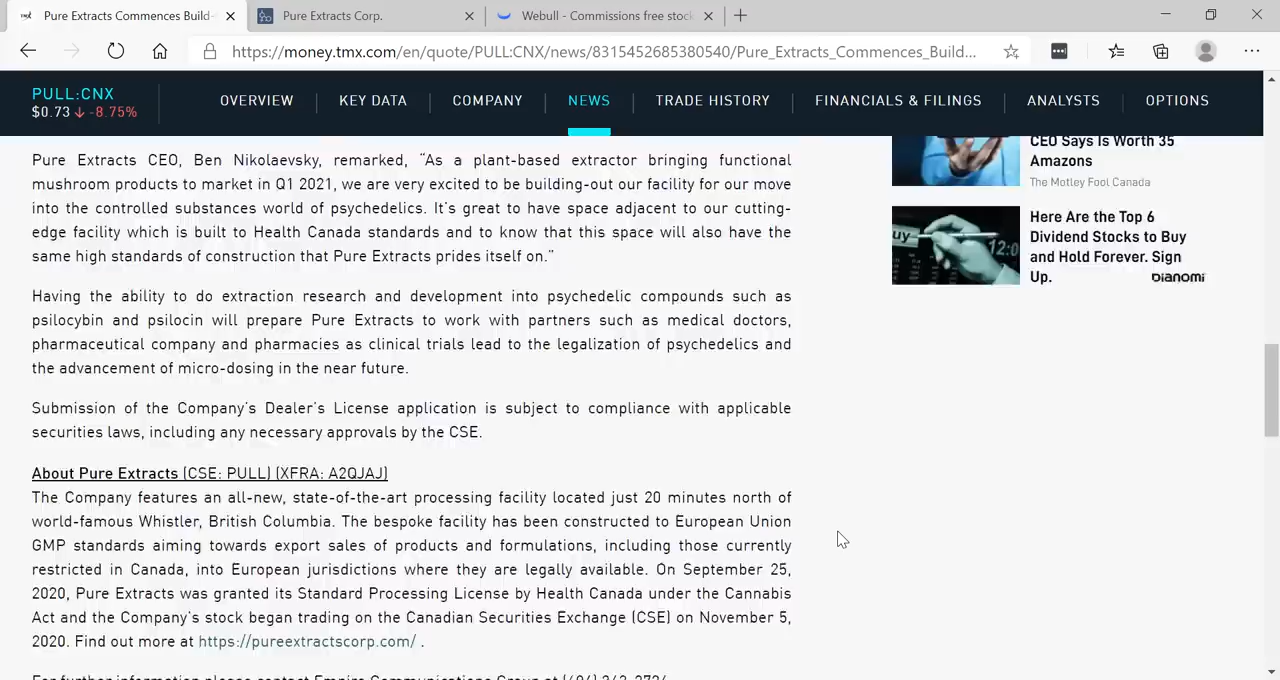 Pure Extracts Commences Build-
Pure Extracts Corp.
Webull - Commissions free stock
https://money.tmx.com/en/quote/PULL:CNX/news/8315452685380540/Pure_Extracts_Commences_Build...
PULL:CNX
$0.73 ↓ -8.75%
OVERVIEW
KEY DATA
COMPANY
NEWS
TRADE HISTORY
FINANCIALS & FILINGS
ANALYSTS
OPTIONS
Pure Extracts CEO, Ben Nikolaevsky, remarked, “As a plant-based extractor bringing functional
mushroom products to market in Q1 2021, we are very excited to be building-out our facility for our move
into the controlled substances world of psychedelics. It’s great to have space adjacent to our cutting-
edge facility which is built to Health Canada standards and to know that this space will also have the
same high standards of construction that Pure Extracts prides itself on.”
Having the ability to do extraction research and development into psychedelic compounds such as
psilocybin and psilocin will prepare Pure Extracts to work with partners such as medical doctors,
pharmaceutical company and pharmacies as clinical trials lead to the legalization of psychedelics and
the advancement of micro-dosing in the near future.
Submission of the Company’s Dealer’s License application is subject to compliance with applicable
securities laws, including any necessary approvals by the CSE.
About Pure Extracts (CSE: PULL) (XFRA: A2QJAJ)
The Company features an all-new, state-of-the-art processing facility located just 20 minutes north of
world-famous Whistler, British Columbia. The bespoke facility has been constructed to European Union
GMP standards aiming towards export sales of products and formulations, including those currently
restricted in Canada, into European jurisdictions where they are legally available. On September 25,
2020, Pure Extracts was granted its Standard Processing License by Health Canada under the Cannabis
Act and the Company’s stock began trading on the Canadian Securities Exchange (CSE) on November 5,
2020. Find out more at https://pureextractscorp.com/ .
For further information please contact Empire Communications Group at (604) 343-2724
CEO Says Is Worth 35
Amazons
The Motley Fool Canada
uy
12:0
Here Are the Top 6
Dividend Stocks to Buy
and Hold Forever. Sign
Up.
bianomi